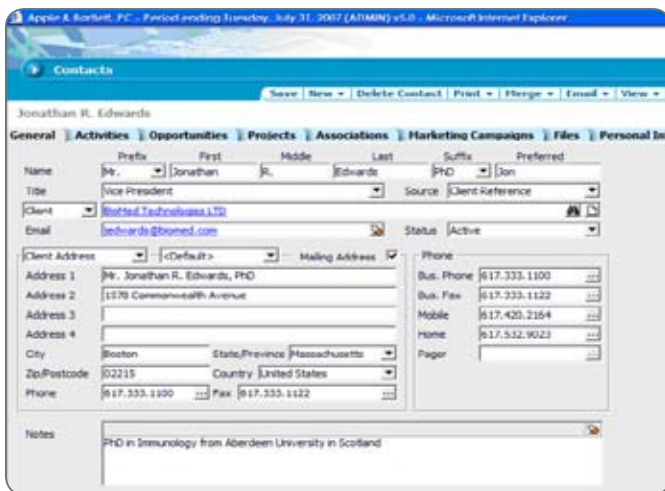 Apple & Bartlett, PC - Period ending Tuesday, July 31, 2007 (ADMIN) v5.0 - Microsoft Internet Explorer
Contacts
Save New Delete Contact Print Merge Email View
Jonathan R. Edwards
General Activities Opportunities Projects Associations Marketing Campaigns Files Personal In
Prefix First Middle Last Suffix Preferred
Name Mr. Jonathan R. Edwards PhD Jon
Title Vice President Source Client Reference
Client BioMed Technologies LTD
Email jedwards@biomed.com Status Active
Client Address <Default> Mailing Address Phone
Address 1 Mr. Jonathan R. Edwards, PhD Bus. Phone 617.333.1100 ...
Address 2 1578 Commonwealth Avenue Bus. Fax 617.333.1122 ...
Address 3 Mobile 617.420.2164 ...
Address 4 Home 617.532.9023 ...
City Boston State/Province Massachusetts Pager ...
Zip/Postcode 02215 Country United States
Phone 617.333.1100 ... Fax 617.333.1122 ...
Notes
PhD in Immunology from Aberdeen University in Scotland